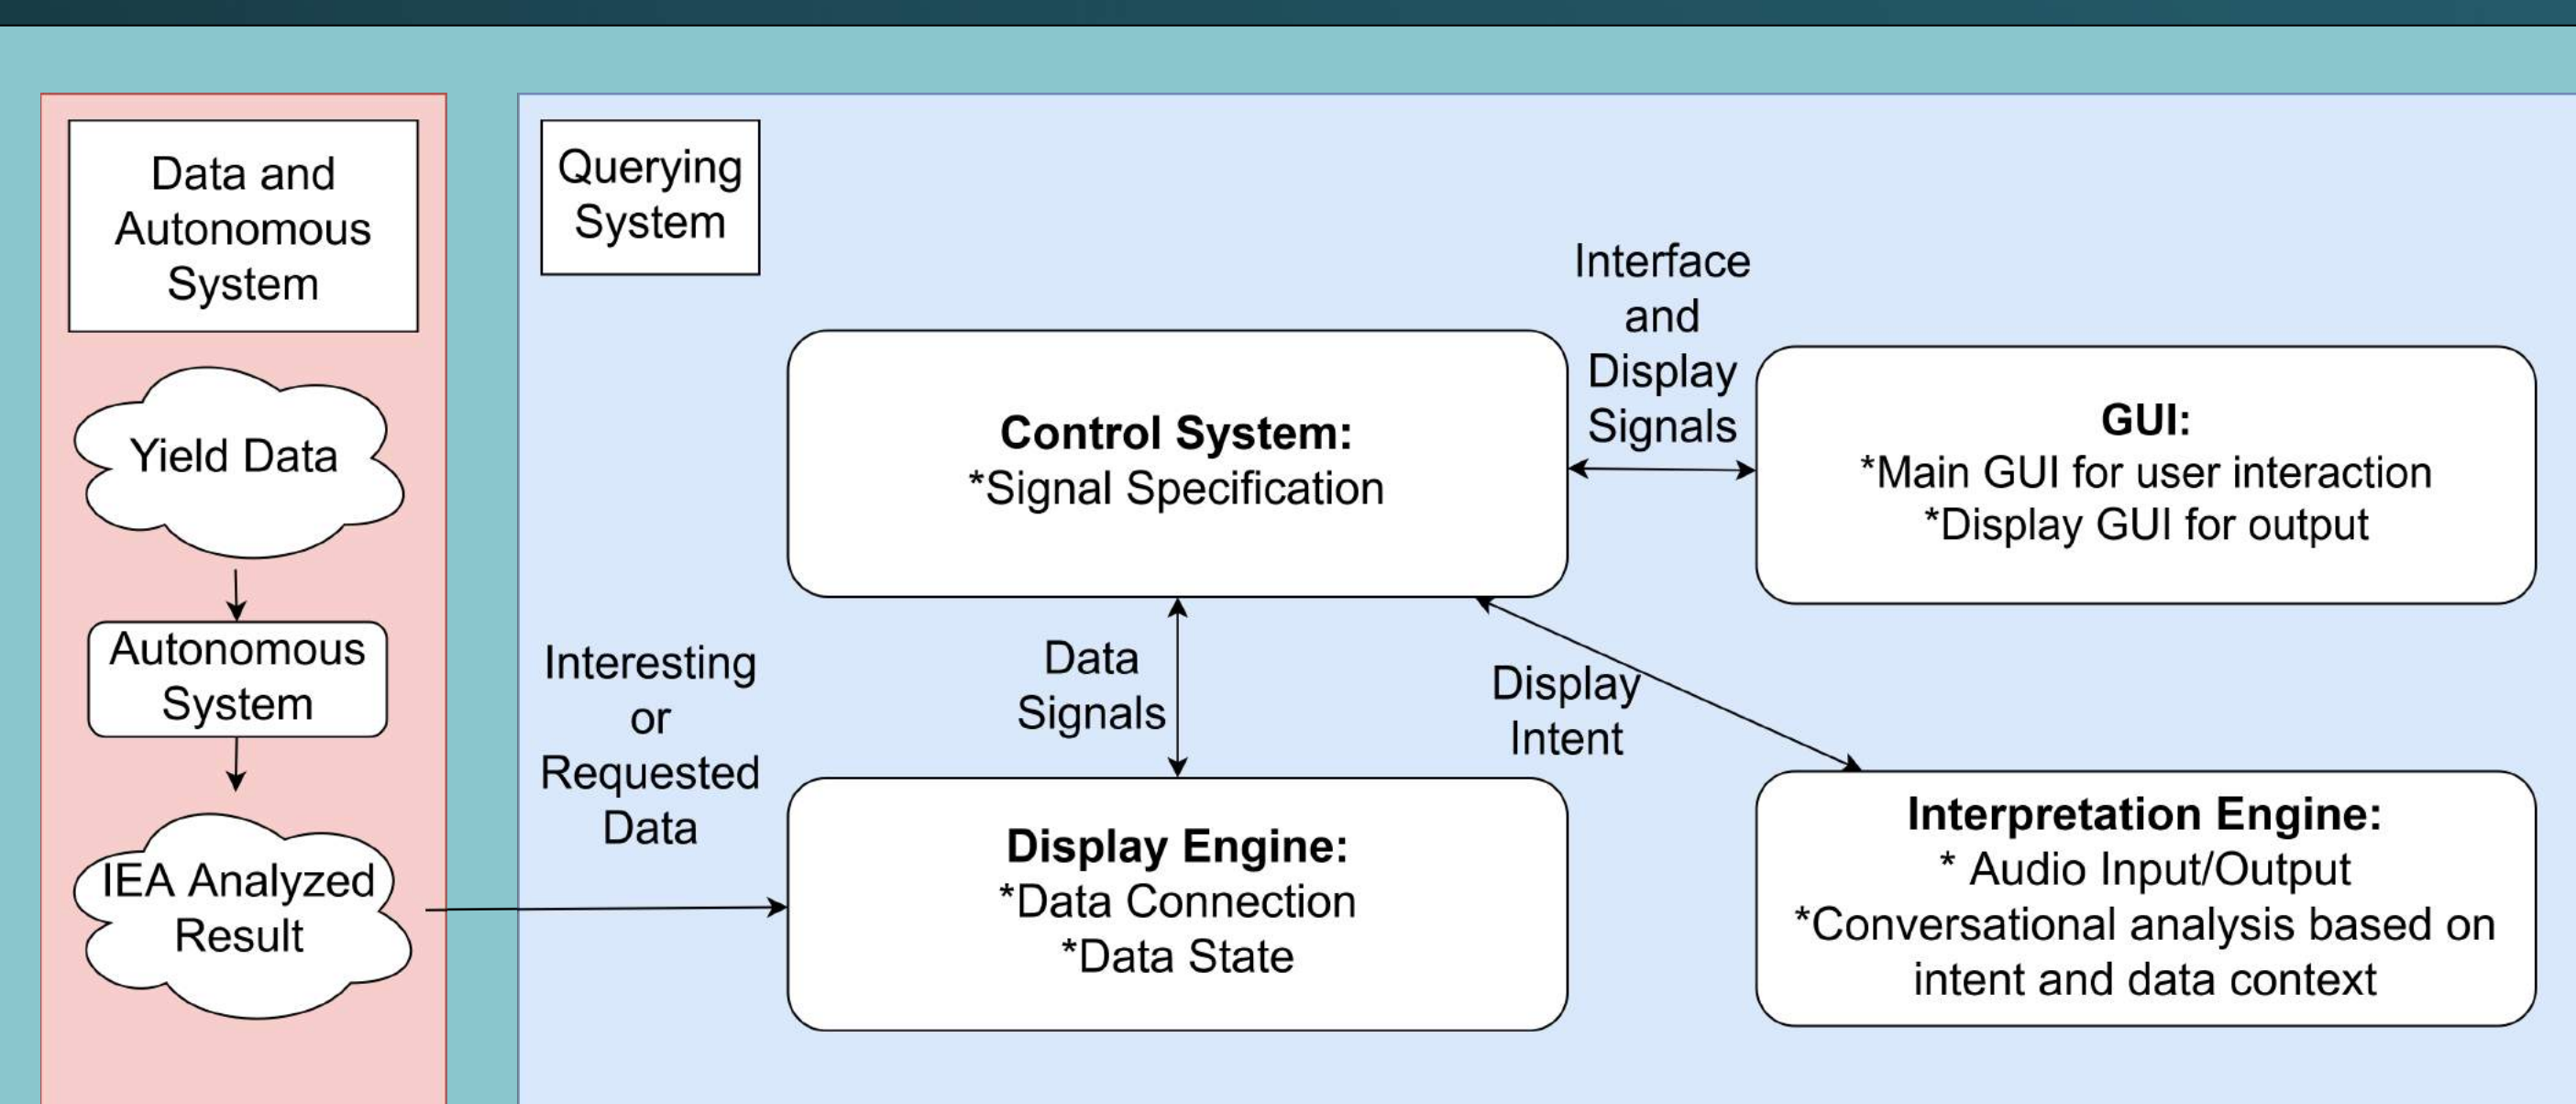 Data and
Autonomous
System
Yield Data
Autonomous
System
IEA Analyzed
Result
Querying
System
Interesting
or
Requested
Data
Control System:
*Signal Specification
Interface
and
Display
Signals
GUI:
*Main GUI for user interaction
*Display GUI for output
Data
Signals
Display
Intent
Display Engine:
*Data Connection
*Data State
Interpretation Engine:
* Audio Input/Output
*Conversational analysis based on
intent and data context